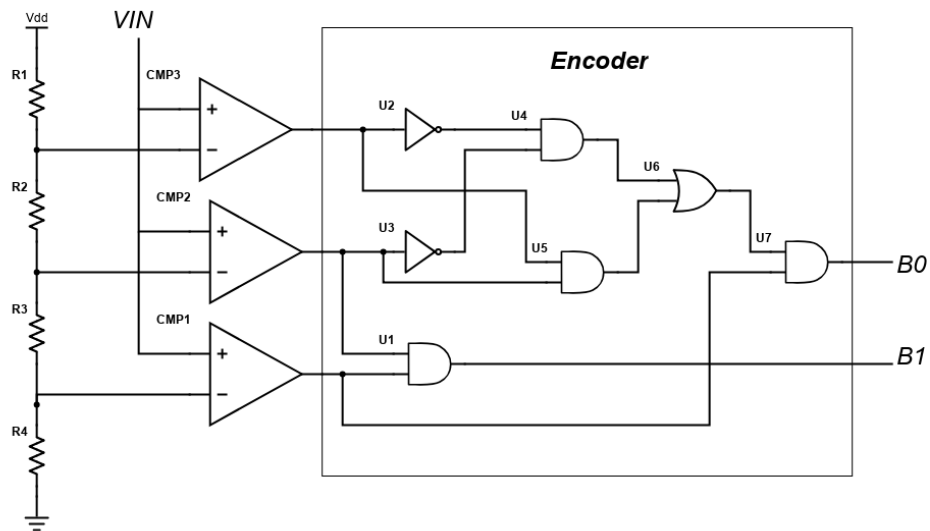 Vdd
VIN
R1
CMP3
+
−
Encoder
U2
U4
R2
CMP2
+
−
U3
U5
U6
U7
B0
R3
CMP1
+
−
U1
B1
R4